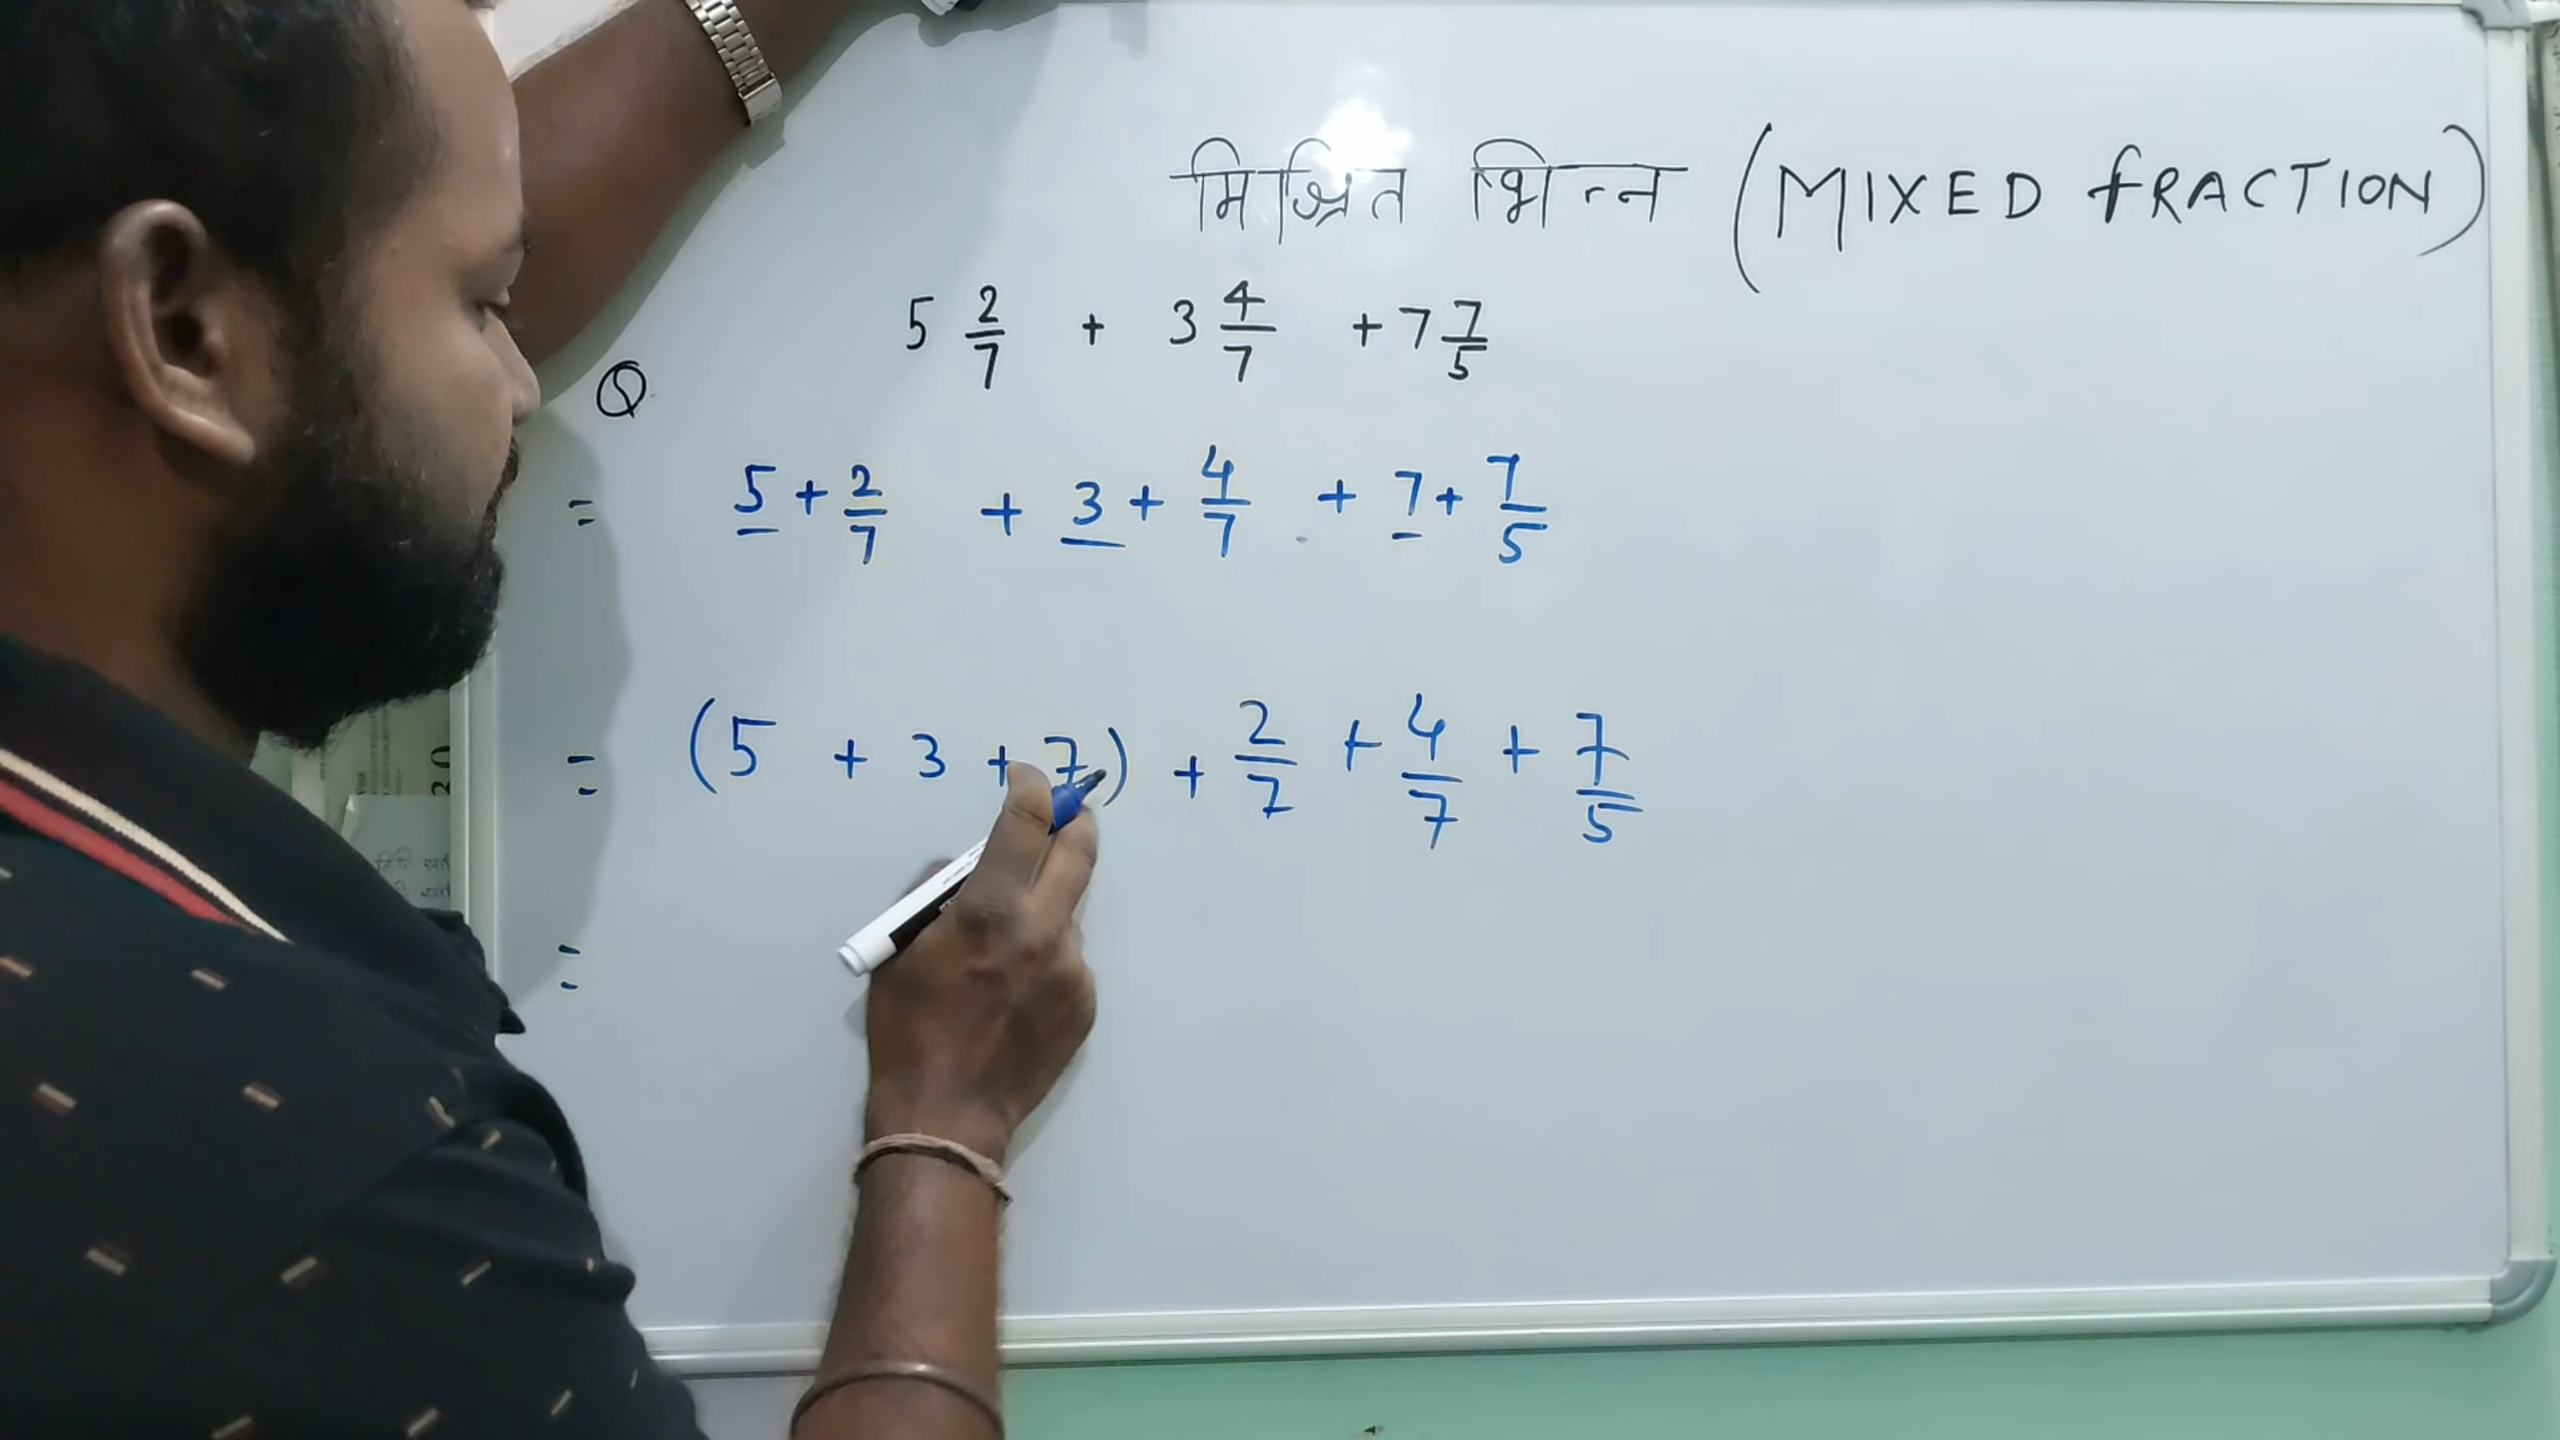 मिश्रित भिन्न (MIXED fRACTION)
5 2/7 + 3 4/7 + 7 7/5
Q.
= 5 + 2/7 + 3 + 4/7 + 7 + 7/5
= (5 + 3 + 7) + 2/7 + 4/7 + 7/5
=